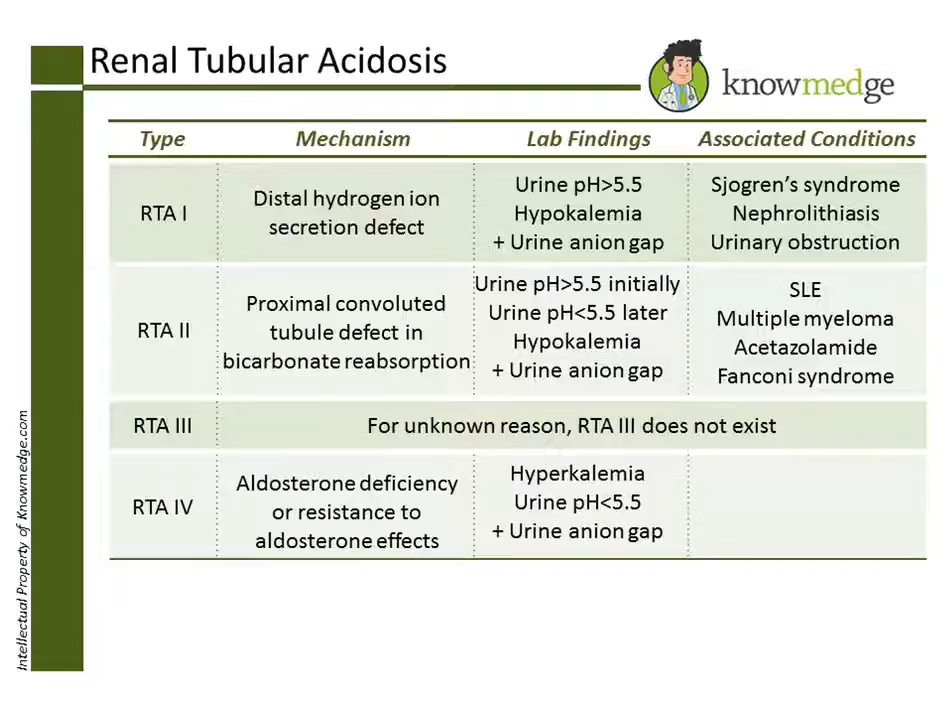 Renal Tubular Acidosis
knowmedge
Type Mechanism Lab Findings Associated Conditions
RTA I
Distal hydrogen ion
secretion defect
Urine pH>5.5
Hypokalemia
+ Urine anion gap
Sjogren’s syndrome
Nephrolithiasis
Urinary obstruction
RTA II
Proximal convoluted
tubule defect in
bicarbonate reabsorption
Urine pH>5.5 initially
Urine pH<5.5 later
Hypokalemia
+ Urine anion gap
SLE
Multiple myeloma
Acetazolamide
Fanconi syndrome
RTA III
For unknown reason, RTA III does not exist
RTA IV
Aldosterone deficiency
or resistance to
aldosterone effects
Hyperkalemia
Urine pH<5.5
+ Urine anion gap
Intellectual Property of Knowmedge.com